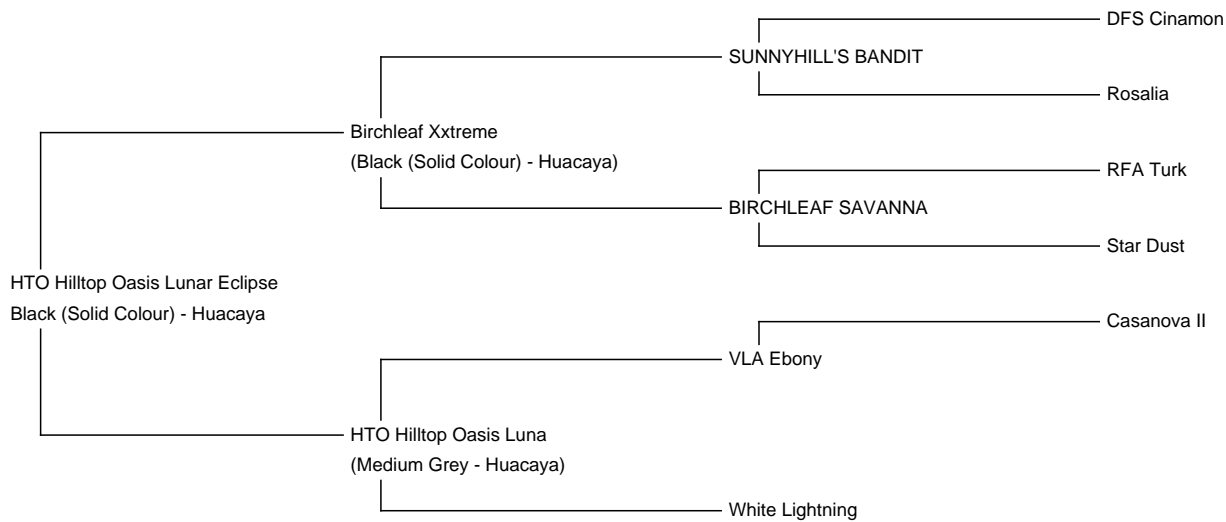 DFS Cinamon
SUNNYHILL'S BANDIT
Rosalia
Birchleaf Xxtreme
(Black (Solid Colour) - Huacaya)
RFA Turk
BIRCHLEAF SAVANNA
Star Dust
HTO Hilltop Oasis Lunar Eclipse
Black (Solid Colour) - Huacaya
Casanova II
VLA Ebony
HTO Hilltop Oasis Luna
(Medium Grey - Huacaya)
White Lightning